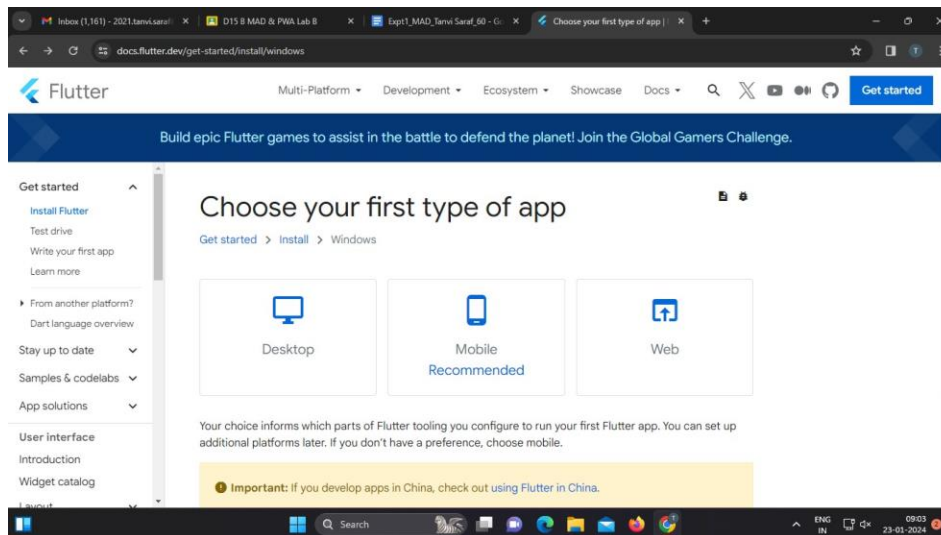 Inbox (1,161) - 2021.tanvi.saraf
D15 B MAD & PWA Lab B
Expt1_MAD_Tanvi Saraf_60 - Go
Choose your first type of app |
docs.flutter.dev/get-started/install/windows
T
Flutter
Multi-Platform
Development
Ecosystem
Showcase
Docs
Get started
Build epic Flutter games to assist in the battle to defend the planet! Join the Global Gamers Challenge.
Get started
Install Flutter
Test drive
Write your first app
Learn more
From another platform?
Dart language overview
Stay up to date
Samples & codelabs
App solutions
User interface
Introduction
Widget catalog
Layout
Choose your first type of app
Get started > Install > Windows
Desktop
Mobile
Recommended
Web
Your choice informs which parts of Flutter tooling you configure to run your first Flutter app. You can set up
additional platforms later. If you don't have a preference, choose mobile.
Important: If you develop apps in China, check out using Flutter in China.
Search
ENG
IN
09:03
23-01-2024
2